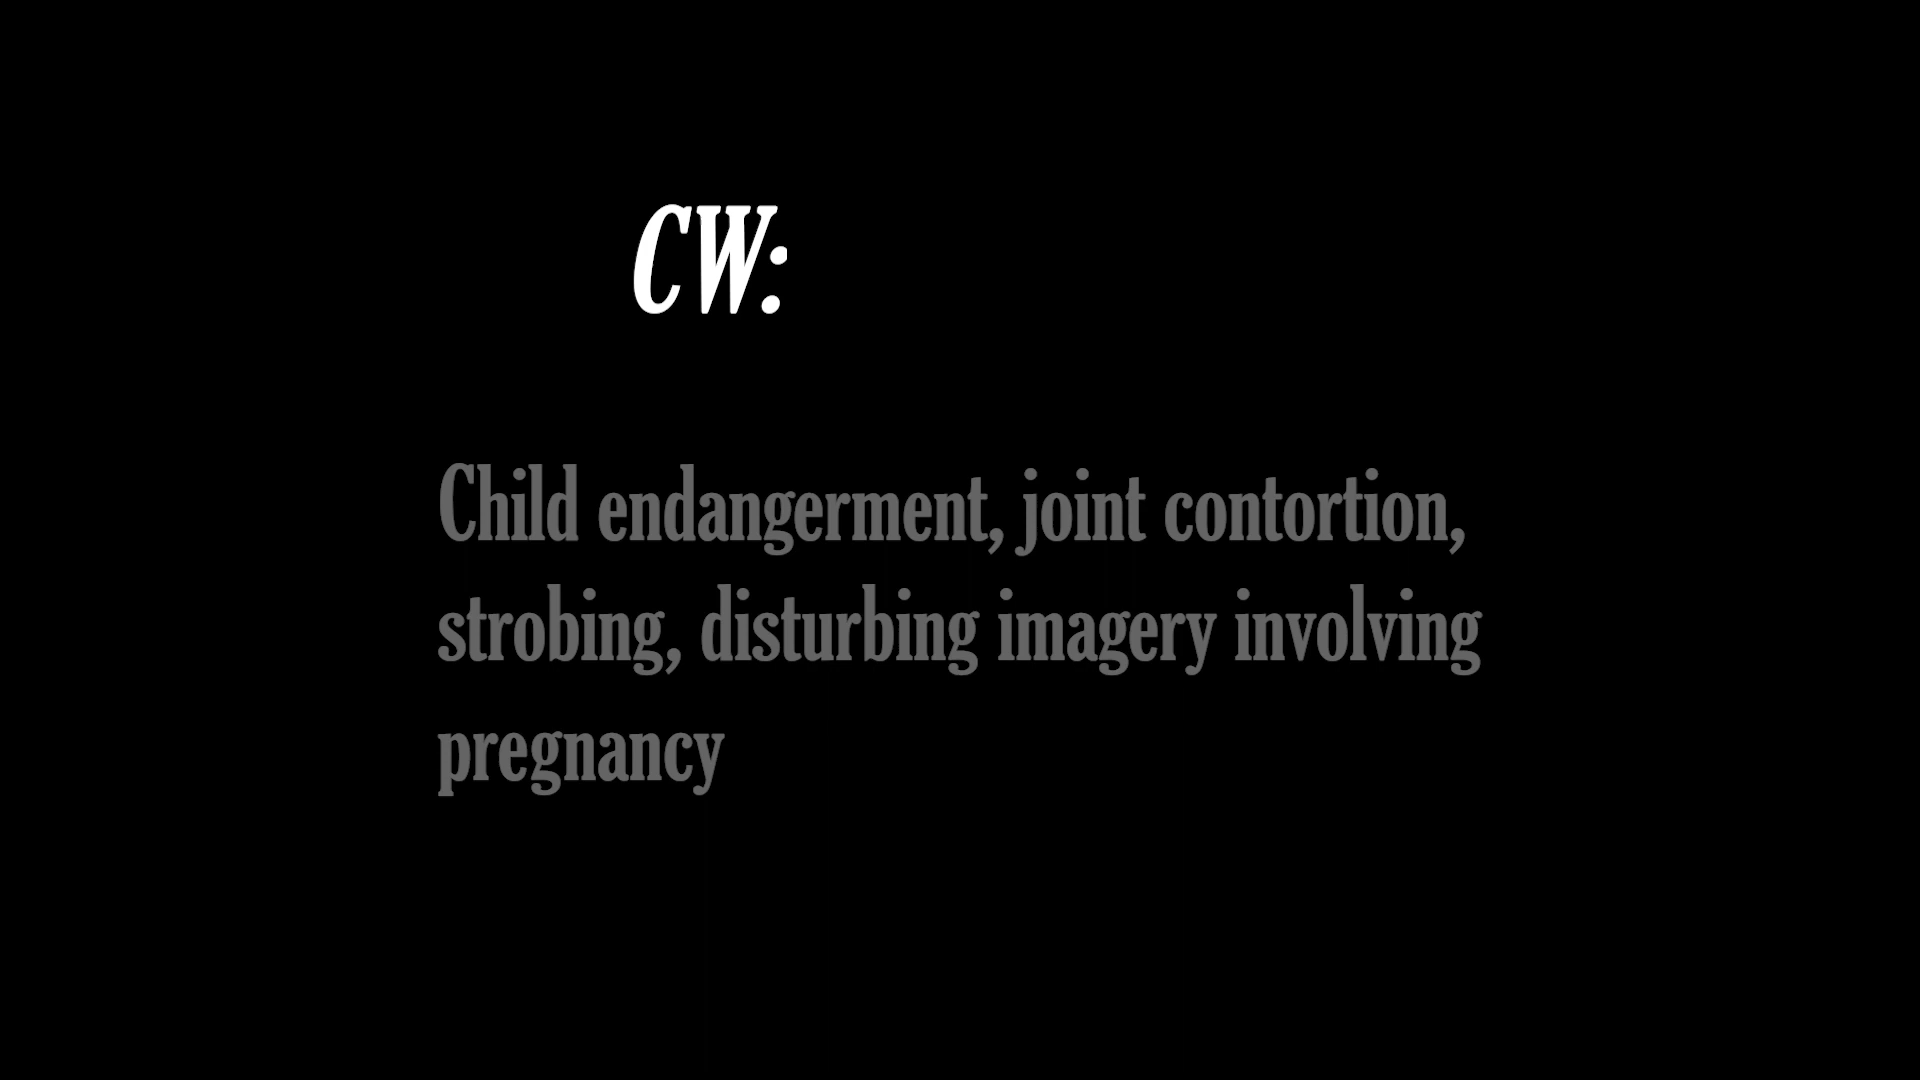 CW:
Child endangerment, joint contortion,
strobing, disturbing imagery involving
pregnancy